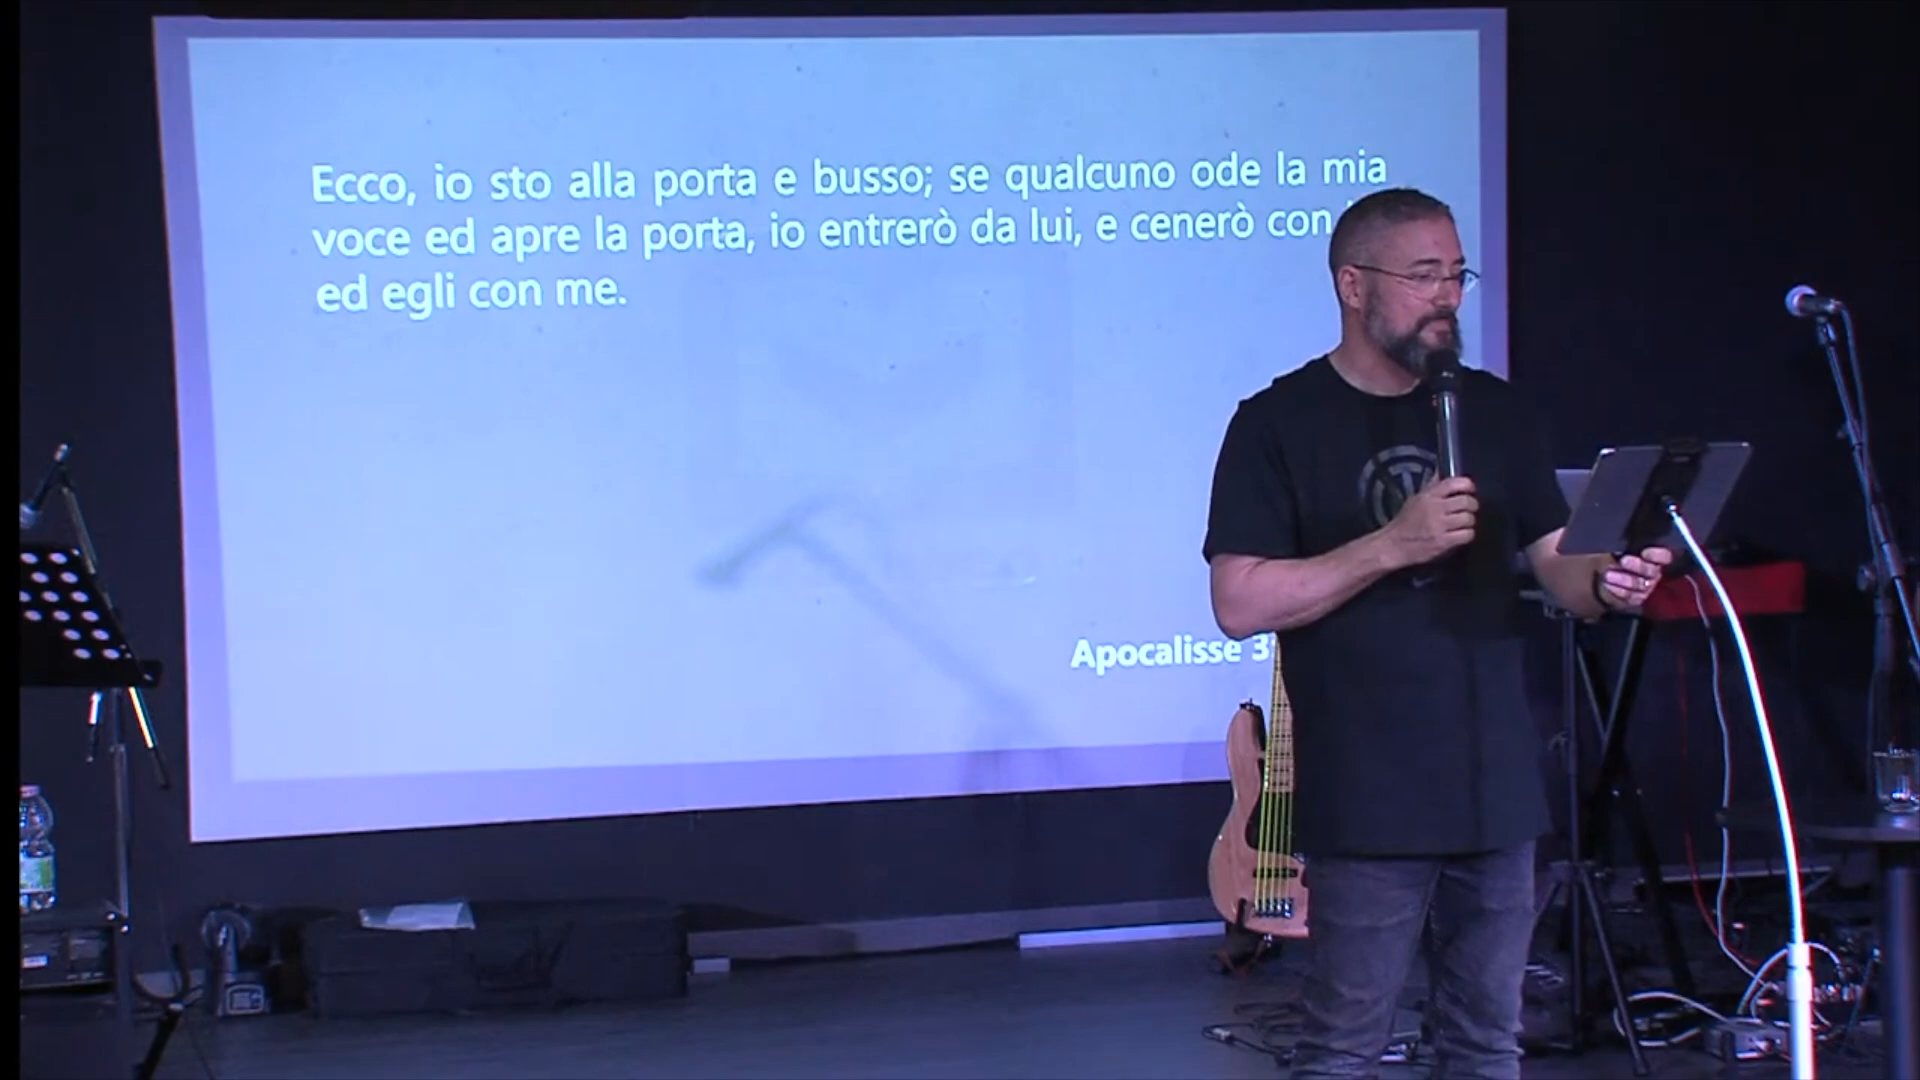 Ecco, io sto alla porta e busso; se qualcuno ode la mia
voce ed apre la porta, io entrerò da lui, e cenerò con
ed egli con me.
Apocalisse 3: